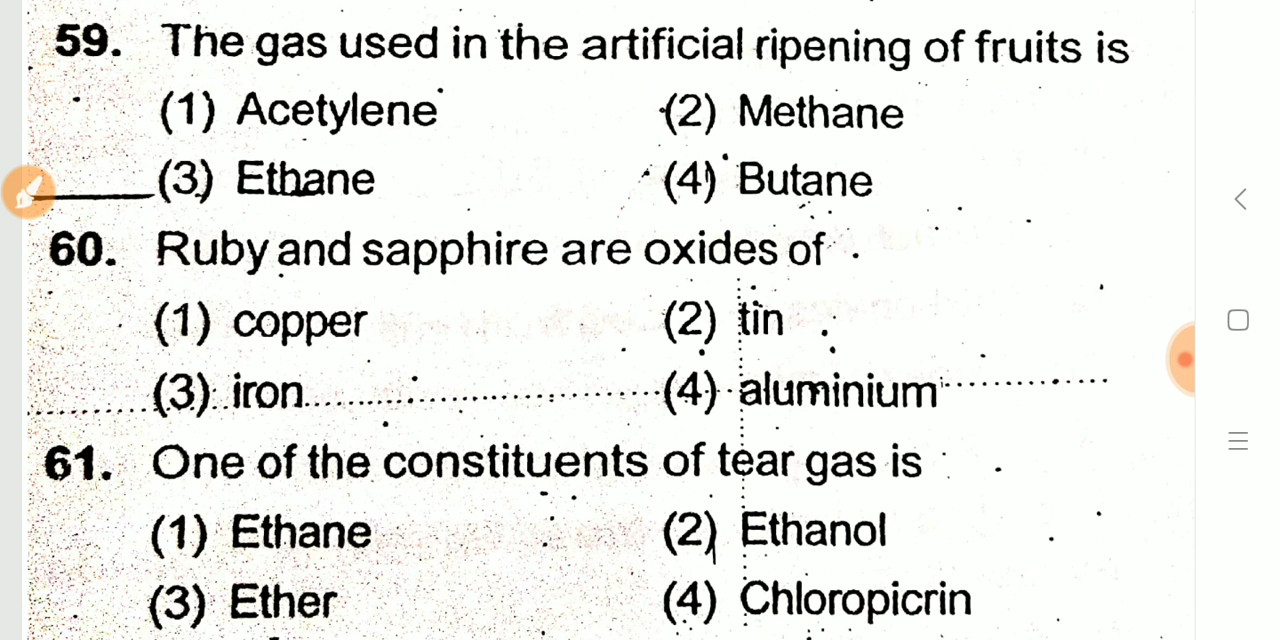 59. The gas used in the artificial ripening of fruits is
(1) Acetylene (2) Methane
(3) Ethane (4) Butane
60. Ruby and sapphire are oxides of
(1) copper (2) tin
(3) iron (4) aluminium
61. One of the constituents of tear gas is
(1) Ethane (2) Ethanol
(3) Ether (4) Chloropicrin